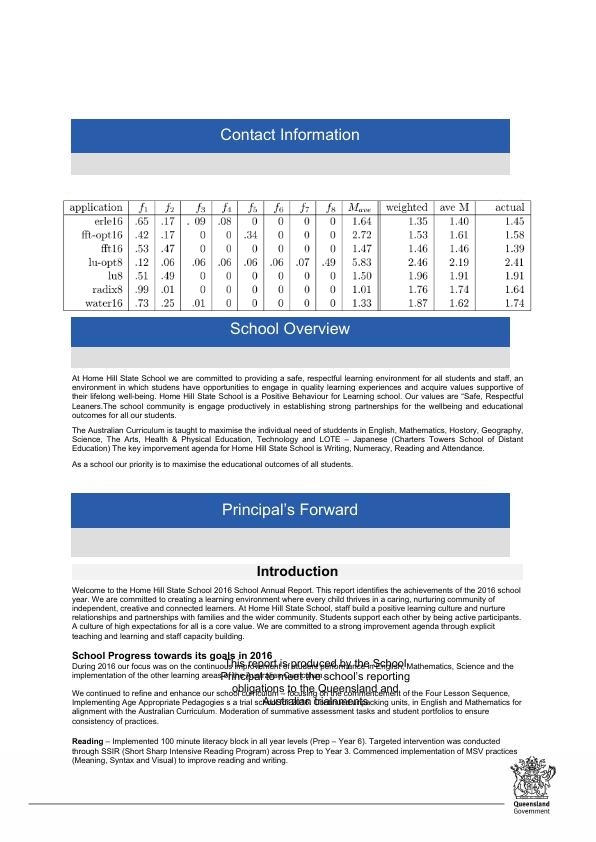 Contact Information
application f1 f2 f3 f4 f5 f6 f7 f8 Mave weighted ave M actual
erle16 .65 .17 . 09 .08 0 0 0 0 1.64 1.35 1.40 1.45
fft-opt16 .42 .17 0 0 .34 0 0 0 2.72 1.53 1.61 1.58
fft16 .53 .47 0 0 0 0 0 0 1.47 1.46 1.46 1.39
lu-opt8 .12 .06 .06 .06 .06 .06 .07 .49 5.83 2.46 2.19 2.41
lu8 .51 .49 0 0 0 0 0 0 1.50 1.96 1.91 1.91
radix8 .99 .01 0 0 0 0 0 0 1.01 1.76 1.74 1.64
water16 .73 .25 .01 0 0 0 0 0 1.33 1.87 1.62 1.74
School Overview
At Home Hill State School we are committed to providing a safe, respectful learning environment for all students and staff, an
environment in which studens have opportunities to engage in quality learning experiences and acquire values supportive of
their lifelong well-being. Home Hill State School is a Positive Behaviour for Learning school. Our values are “Safe, Respectful
Leaners.The school community is engage productively in establishing strong partnerships for the wellbeing and educational
outcomes for all our students.
The Australian Curriculum is taught to maximise the individual need of students in English, Mathematics, Hostory, Geography,
Science, The Arts, Health & Physical Education, Technology and LOTE – Japanese (Charters Towers School of Distant
Education) The key imporvement agenda for Home Hill State School is Writing, Numeracy, Reading and Attendance.
As a school our priority is to maximise the educational outcomes of all students.
Principal’s Forward
Introduction
Welcome to the Home Hill State School 2016 School Annual Report. This report identifies the achievements of the 2016 school
year. We are committed to creating a learning environment where every child thrives in a caring, nurturing community of
independent, creative and connected learners. At Home Hill State School, staff build a positive learning culture and nurture
relationships and partnerships with families and the wider community. Students support each other by being active participants.
A culture of high expectations for all is a core value. We are committed to a strong improvement agenda through explicit
teaching and learning and staff capacity building.
School Progress towards its goals in 2016
During 2016 our focus was on the continuous improvement of student performance in English, Mathematics, Science and the
implementation of the other learning areas of the Australian Curriculum.
This report is produced by the School
Principal to meet the school’s reporting
obligations to the Queensland and
Australian
We continued to refine and enhance our school curriculum – focusing on the commencement of the Four Lesson Sequence,
Implementing Age Appropriate Pedagogies s a trial school units, in English and Mathematics for
alignment with the Australian Curriculum. Moderation of summative assessment tasks and student portfolios to ensure
consistency of practices.
Reading – Implemented 100 minute literacy block in all year levels (Prep – Year 6). Targeted intervention was conducted
through SSIR (Short Sharp Intensive Reading Program) across Prep to Year 3. Commenced implementation of MSV practices
(Meaning, Syntax and Visual) to improve reading and writing.
Queensland
Government